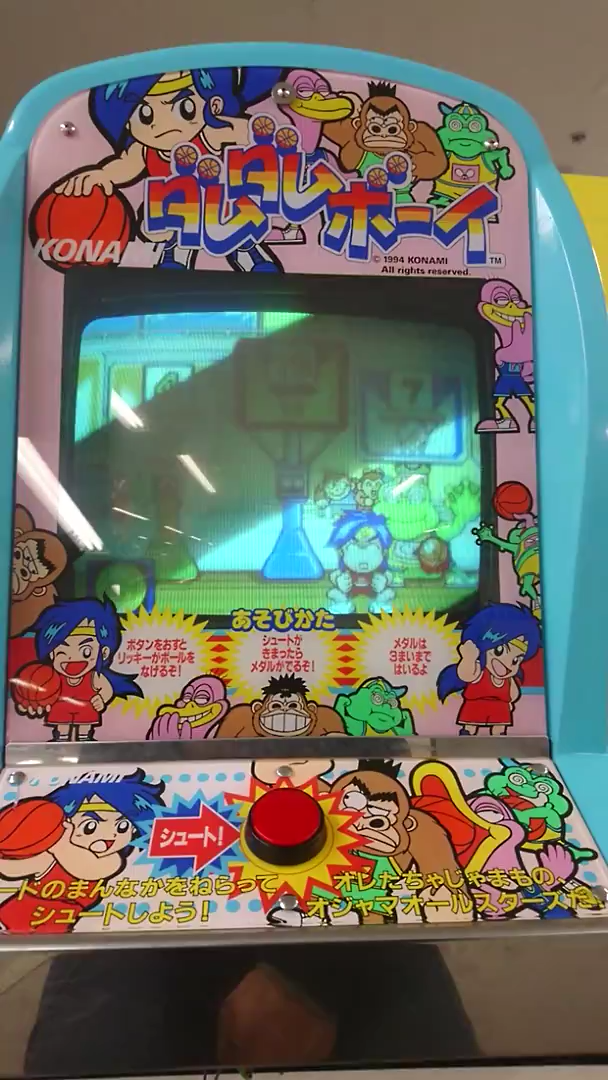 ダムダムボーイ
TM
KONAMI
© 1994 KONAMI
All rights reserved.
7
あそびかた
ボタンをおすと
リッキーがボールを
なげるぞ!
シュートが
きまったら
メダルがでるぞ!
メダルは
3まいまで
はいるよ
KONAMI
シュート!
ードのまんなかをねらって
シュートしよう!
オレたちゃじゃまもの、
オジャマオールスターズだ